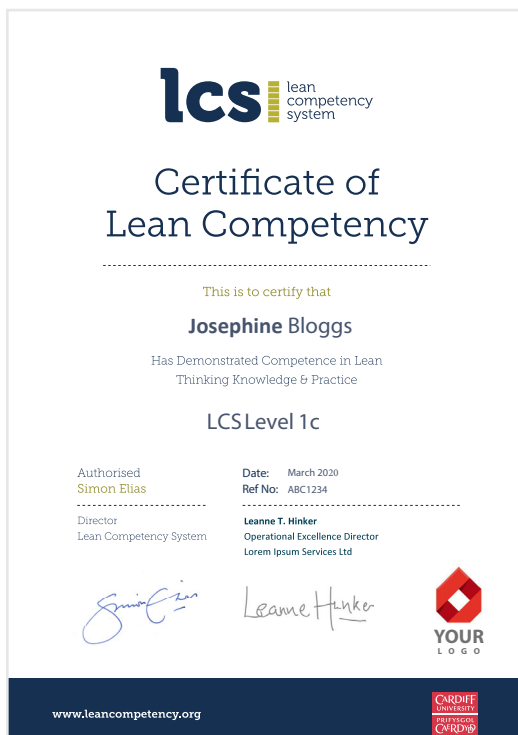 lcs
lean
competency
system
Certificate of
Lean Competency
This is to certify that
Josephine Bloggs
Has Demonstrated Competence in Lean
Thinking Knowledge & Practice
LCS Level 1c
Authorised
Simon Elias
Date: March 2020
Ref No: ABC1234
Director
Lean Competency System
Leanne T. Hinker
Operational Excellence Director
Lorem Ipsum Services Ltd
Leanne Hinker
YOUR
LOGO
www.leancompetency.org
CARDIFF
UNIVERSITY
PRIFYSGOL
CAERDYDD